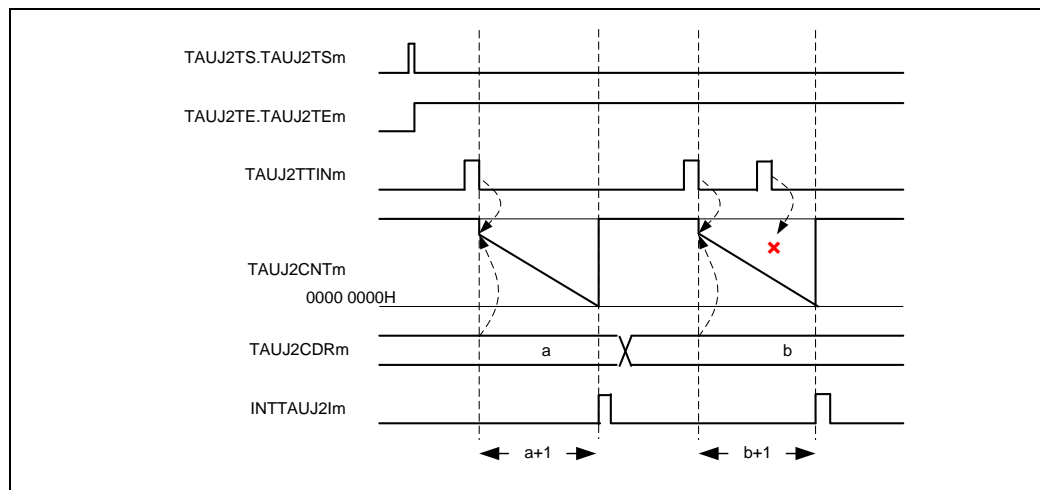 TAUJ2TS.TAUJ2TSm
TAUJ2TE.TAUJ2TEm
TAUJ2TTINm
TAUJ2CNTm
0000 0000H
TAUJ2CDRm
a
b
INTTAUJ2Im
a+1
b+1